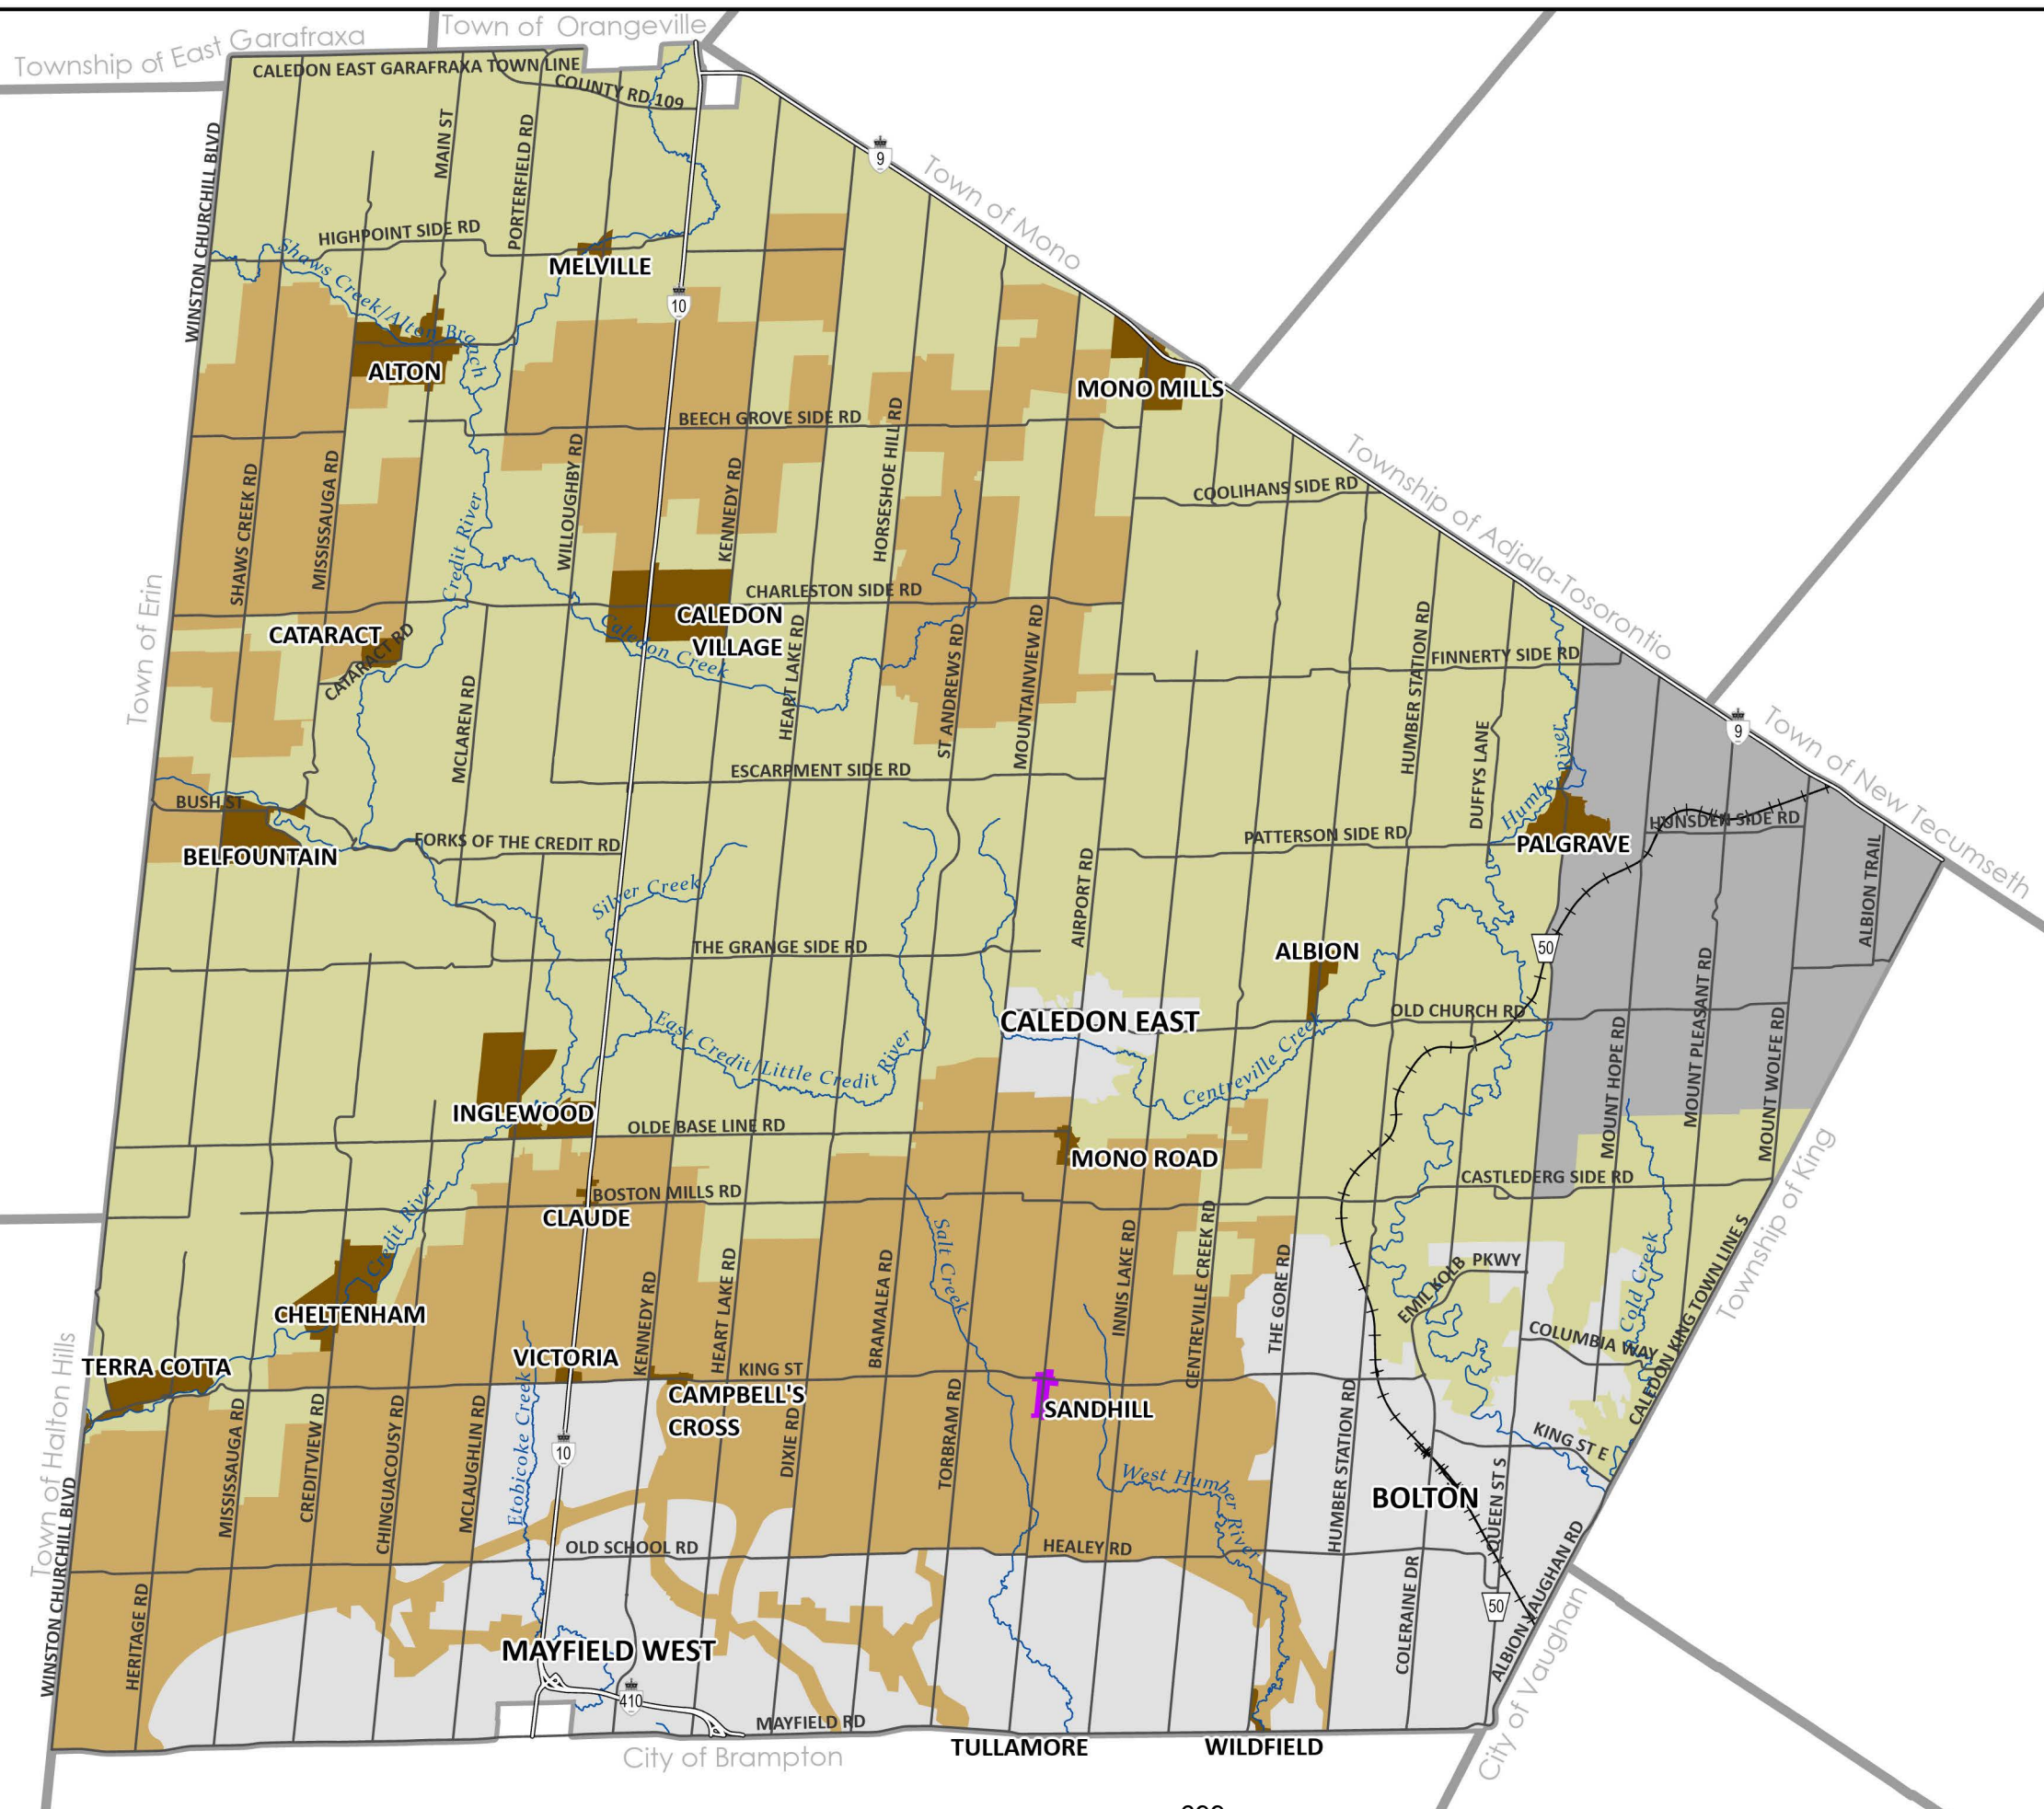 Town of Orangeville
Township of East Garafraxa
CALEDON EAST GARAFRAXA TOWN LINE
COUNTY RD 109
MAIN ST
PORTERFIELD RD
WINSTON CHURCHILL BLVD
9
Town of Mono
HIGHPOINT SIDE RD
Shaws Creek/Alton Branch
MELVILLE
10
ALTON
MONO MILLS
BEECH GROVE SIDE RD
Township of Adjala-Tosorontio
SHAWS CREEK RD
MISSISSAUGA RD
Credit River
WILLOUGHBY RD
KENNEDY RD
HORSESHOE HILL RD
COOLIHANS SIDE RD
Town of Erin
CHARLESTON SIDE RD
CALEDON
VILLAGE
CATARACT
CATARACT RD
Caledon Creek
HEART LAKE RD
ST ANDREWS RD
MOUNTAINVIEW RD
HUMBER STATION RD
FINNERTY SIDE RD
MCLAREN RD
DUFFYS LANE
Humber River
9
Town of New Tecumseth
ESCARPMENT SIDE RD
BUSH ST
BELFOUNTAIN
FORKS OF THE CREDIT RD
PATTERSON SIDE RD
PALGRAVE
HUNSDEN SIDE RD
ALBION TRAIL
Silver Creek
AIRPORT RD
THE GRANGE SIDE RD
ALBION
50
CALEDON EAST
OLD CHURCH RD
East Credit/Little Credit River
Centreville Creek
MOUNT HOPE RD
MOUNT PLEASANT RD
MOUNT WOLFE RD
INGLEWOOD
OLDE BASE LINE RD
MONO ROAD
CASTLEDERG SIDE RD
Township of King
BOSTON MILLS RD
CLAUDE
Credit River
Salt Creek
INNIS LAKE RD
CENTREVILLE CREEK RD
THE GORE RD
EMIL KOLB
PKWY
Cold Creek
CALEDON KING TOWN LINE S
COLUMBIA WAY
CHELTENHAM
KENNEDY RD
HEART LAKE RD
BRAMALEA RD
TERRA COTTA
Town of Halton Hills
VICTORIA
KING ST
CAMPBELL'S
CROSS
SANDHILL
MISSISSAUGA RD
CREDITVIEW RD
CHINGUACOUSY RD
MCLAUGHLIN RD
Etobicoke Creek
10
DIXIE RD
TORBRAM RD
West Humber River
HUMBER STATION RD
KING ST E
BOLTON
QUEEN ST S
OLD SCHOOL RD
HEALEY RD
WINSTON CHURCHILL BLVD
HERITAGE RD
COLERAINE DR
50
ALBION VAUGHAN RD
City of Vaughan
MAYFIELD WEST
410
MAYFIELD RD
City of Brampton
TULLAMORE
WILDFIELD